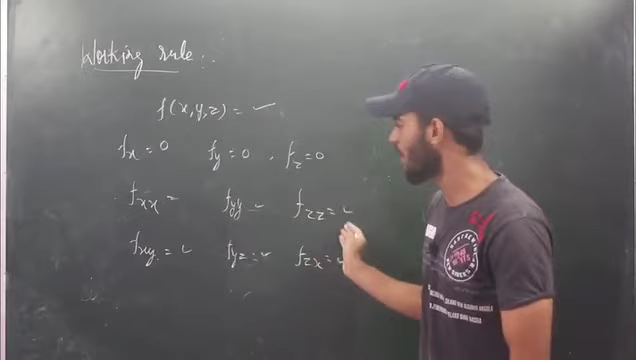 Working rule :.
f(x,y,z) = ✓
fx = 0 fy = 0 , fz = 0
fxx = fyy = ✓ fzz = ✓
fxy = ✓ fyz = ✓ fzx = ✓